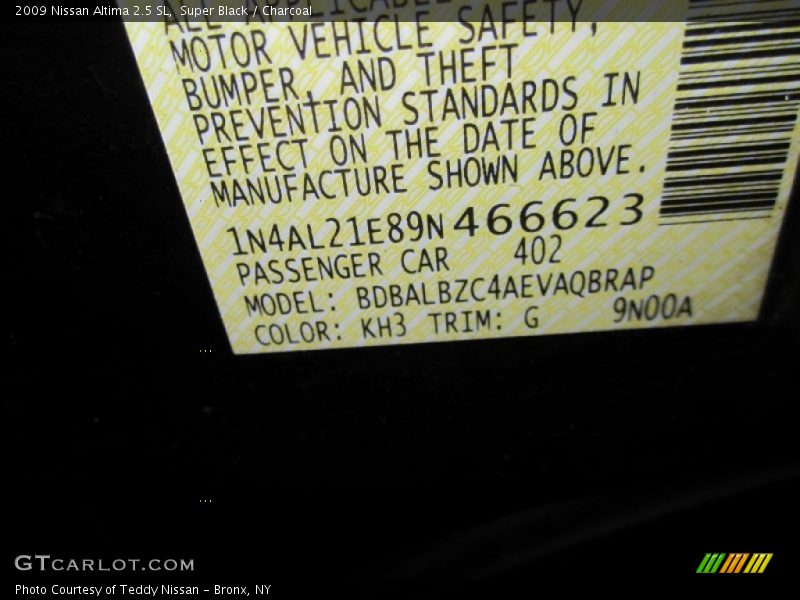 2009 Nissan Altima 2.5 SL, Super Black / Charcoal
MOTOR VEHICLE SAFETY,
BUMPER, AND THEFT
PREVENTION STANDARDS IN
EFFECT ON THE DATE OF
MANUFACTURE SHOWN ABOVE.
1N4AL21E89N466623
PASSENGER CAR 402
MODEL: BDBALBZC4AEVAQBRAP
COLOR: KH3 TRIM: G 9N00A
...
...
GTCARLOT.COM
Photo Courtesy of Teddy Nissan - Bronx, NY